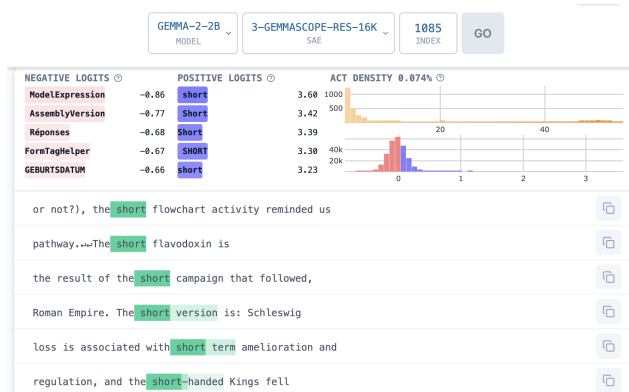 GEMMA-2-2B 3-GEMMASCOPE-RES-16K 1085 GO
MODEL SAE INDEX
NEGATIVE LOGITS POSITIVE LOGITS ACT DENSITY 0.074%
ModelExpression -0.86 short 3.60
AssemblyVersion -0.77 short 3.42
Réponses -0.68 Short 3.39
FormTagHelper -0.67 SHORT 3.30
GEBURTSDATUM -0.66 short 3.23
1000
500
20 40
40k
20k
0 1 2 3
or not?), the short flowchart activity reminded us
pathway.↵↵The short flavodoxin is
the result of the short campaign that followed,
Roman Empire. The short version is: Schleswig
loss is associated with short term amelioration and
regulation, and the short-handed Kings fell